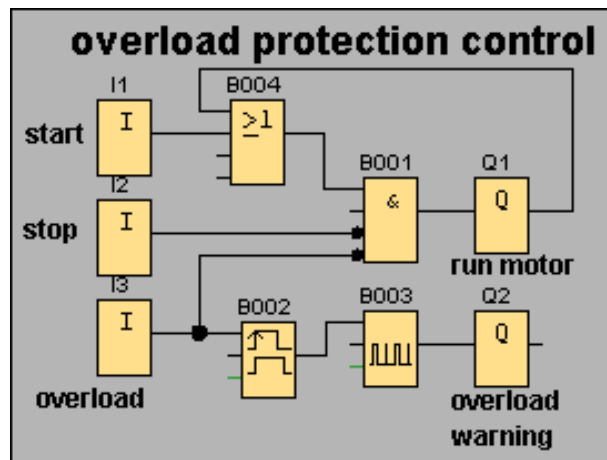 overload protection control
I1
B004
start
I
≥1
B001
Q1
I2
&
Q
stop
I
run motor
I3
B002
B003
Q2
I
Q
overload
overload
warning